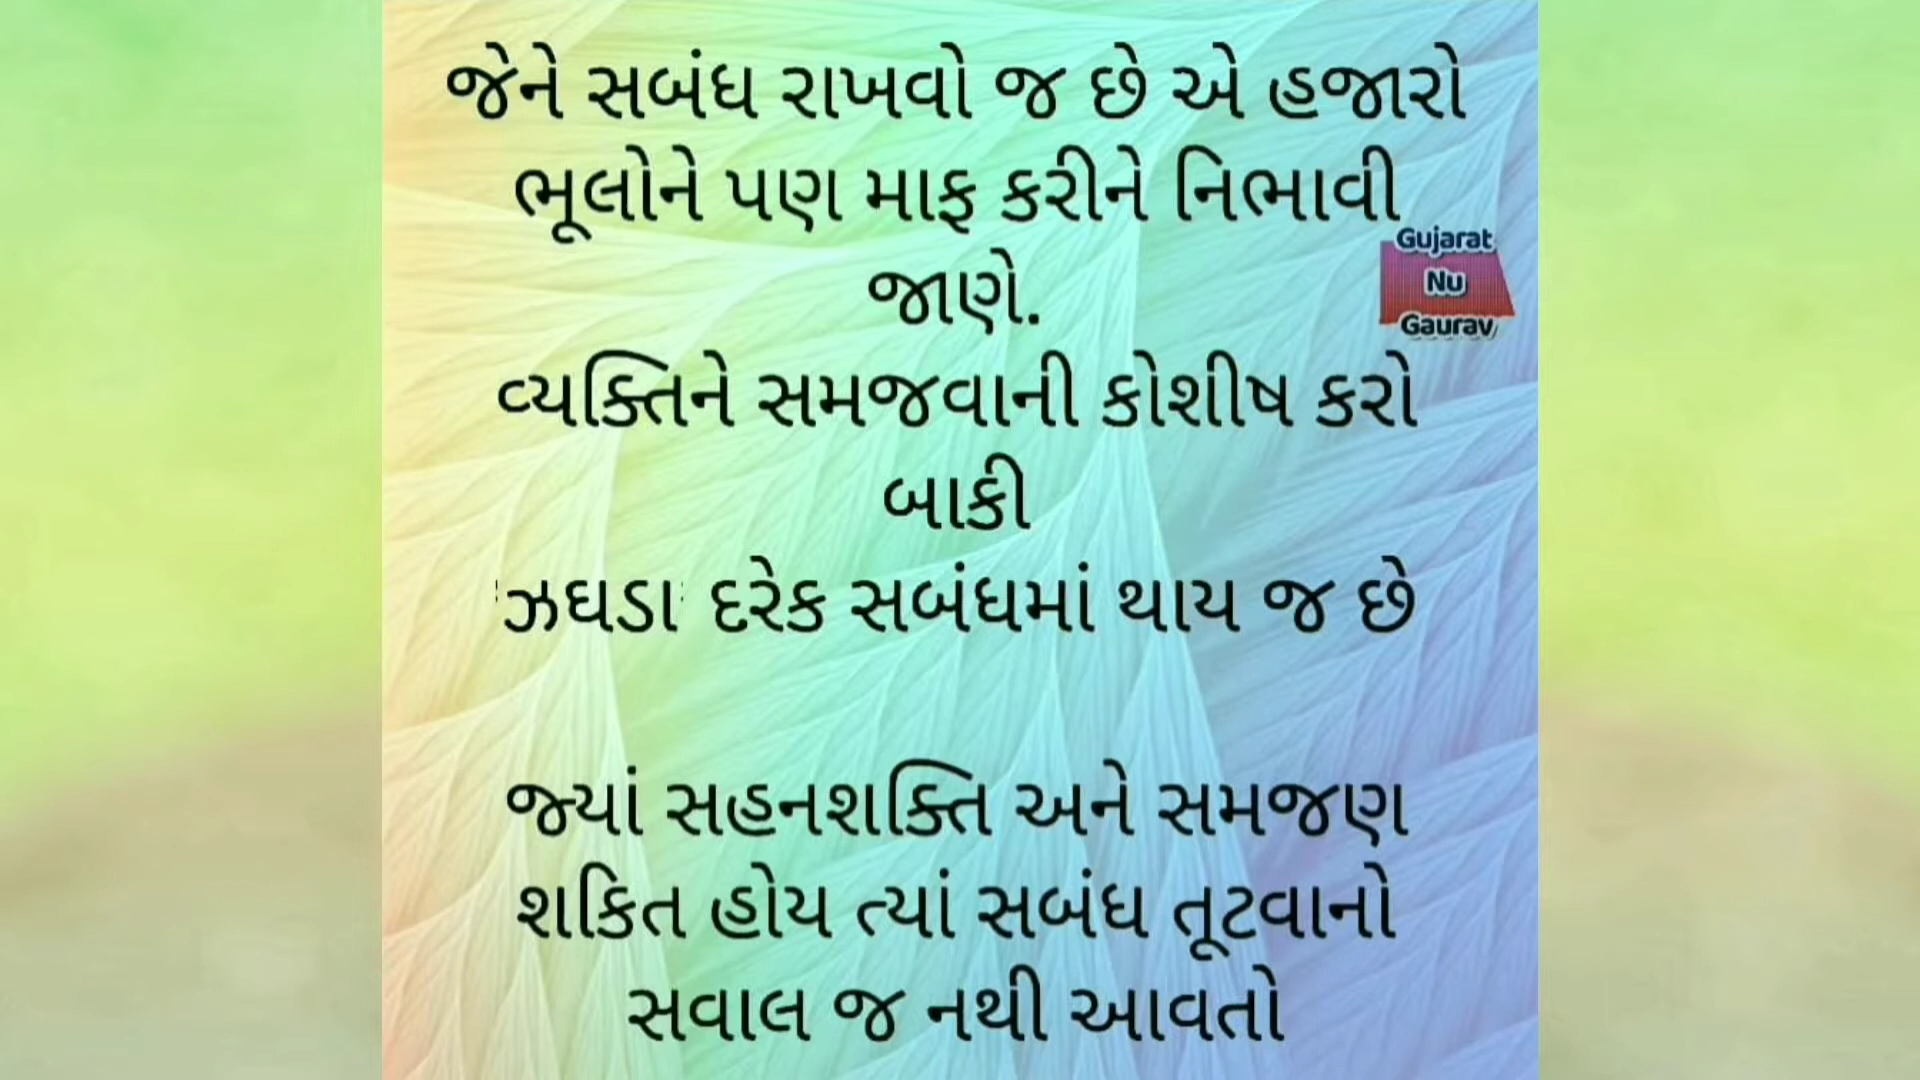 જેને સબંધ રાખવો જ છે એ હજારો
ભૂલોને પણ માફ કરીને નિભાવી
જાણે.
Gujarat
Nu
Gaurav
વ્યક્તિને સમજવાની કોશીષ કરો
બાકી
'ઝઘડા' દરેક સબંધમાં થાય જ છે
જ્યાં સહનશક્તિ અને સમજણ
શકિત હોય ત્યાં સબંધ તૂટવાનો
સવાલ જ નથી આવતો